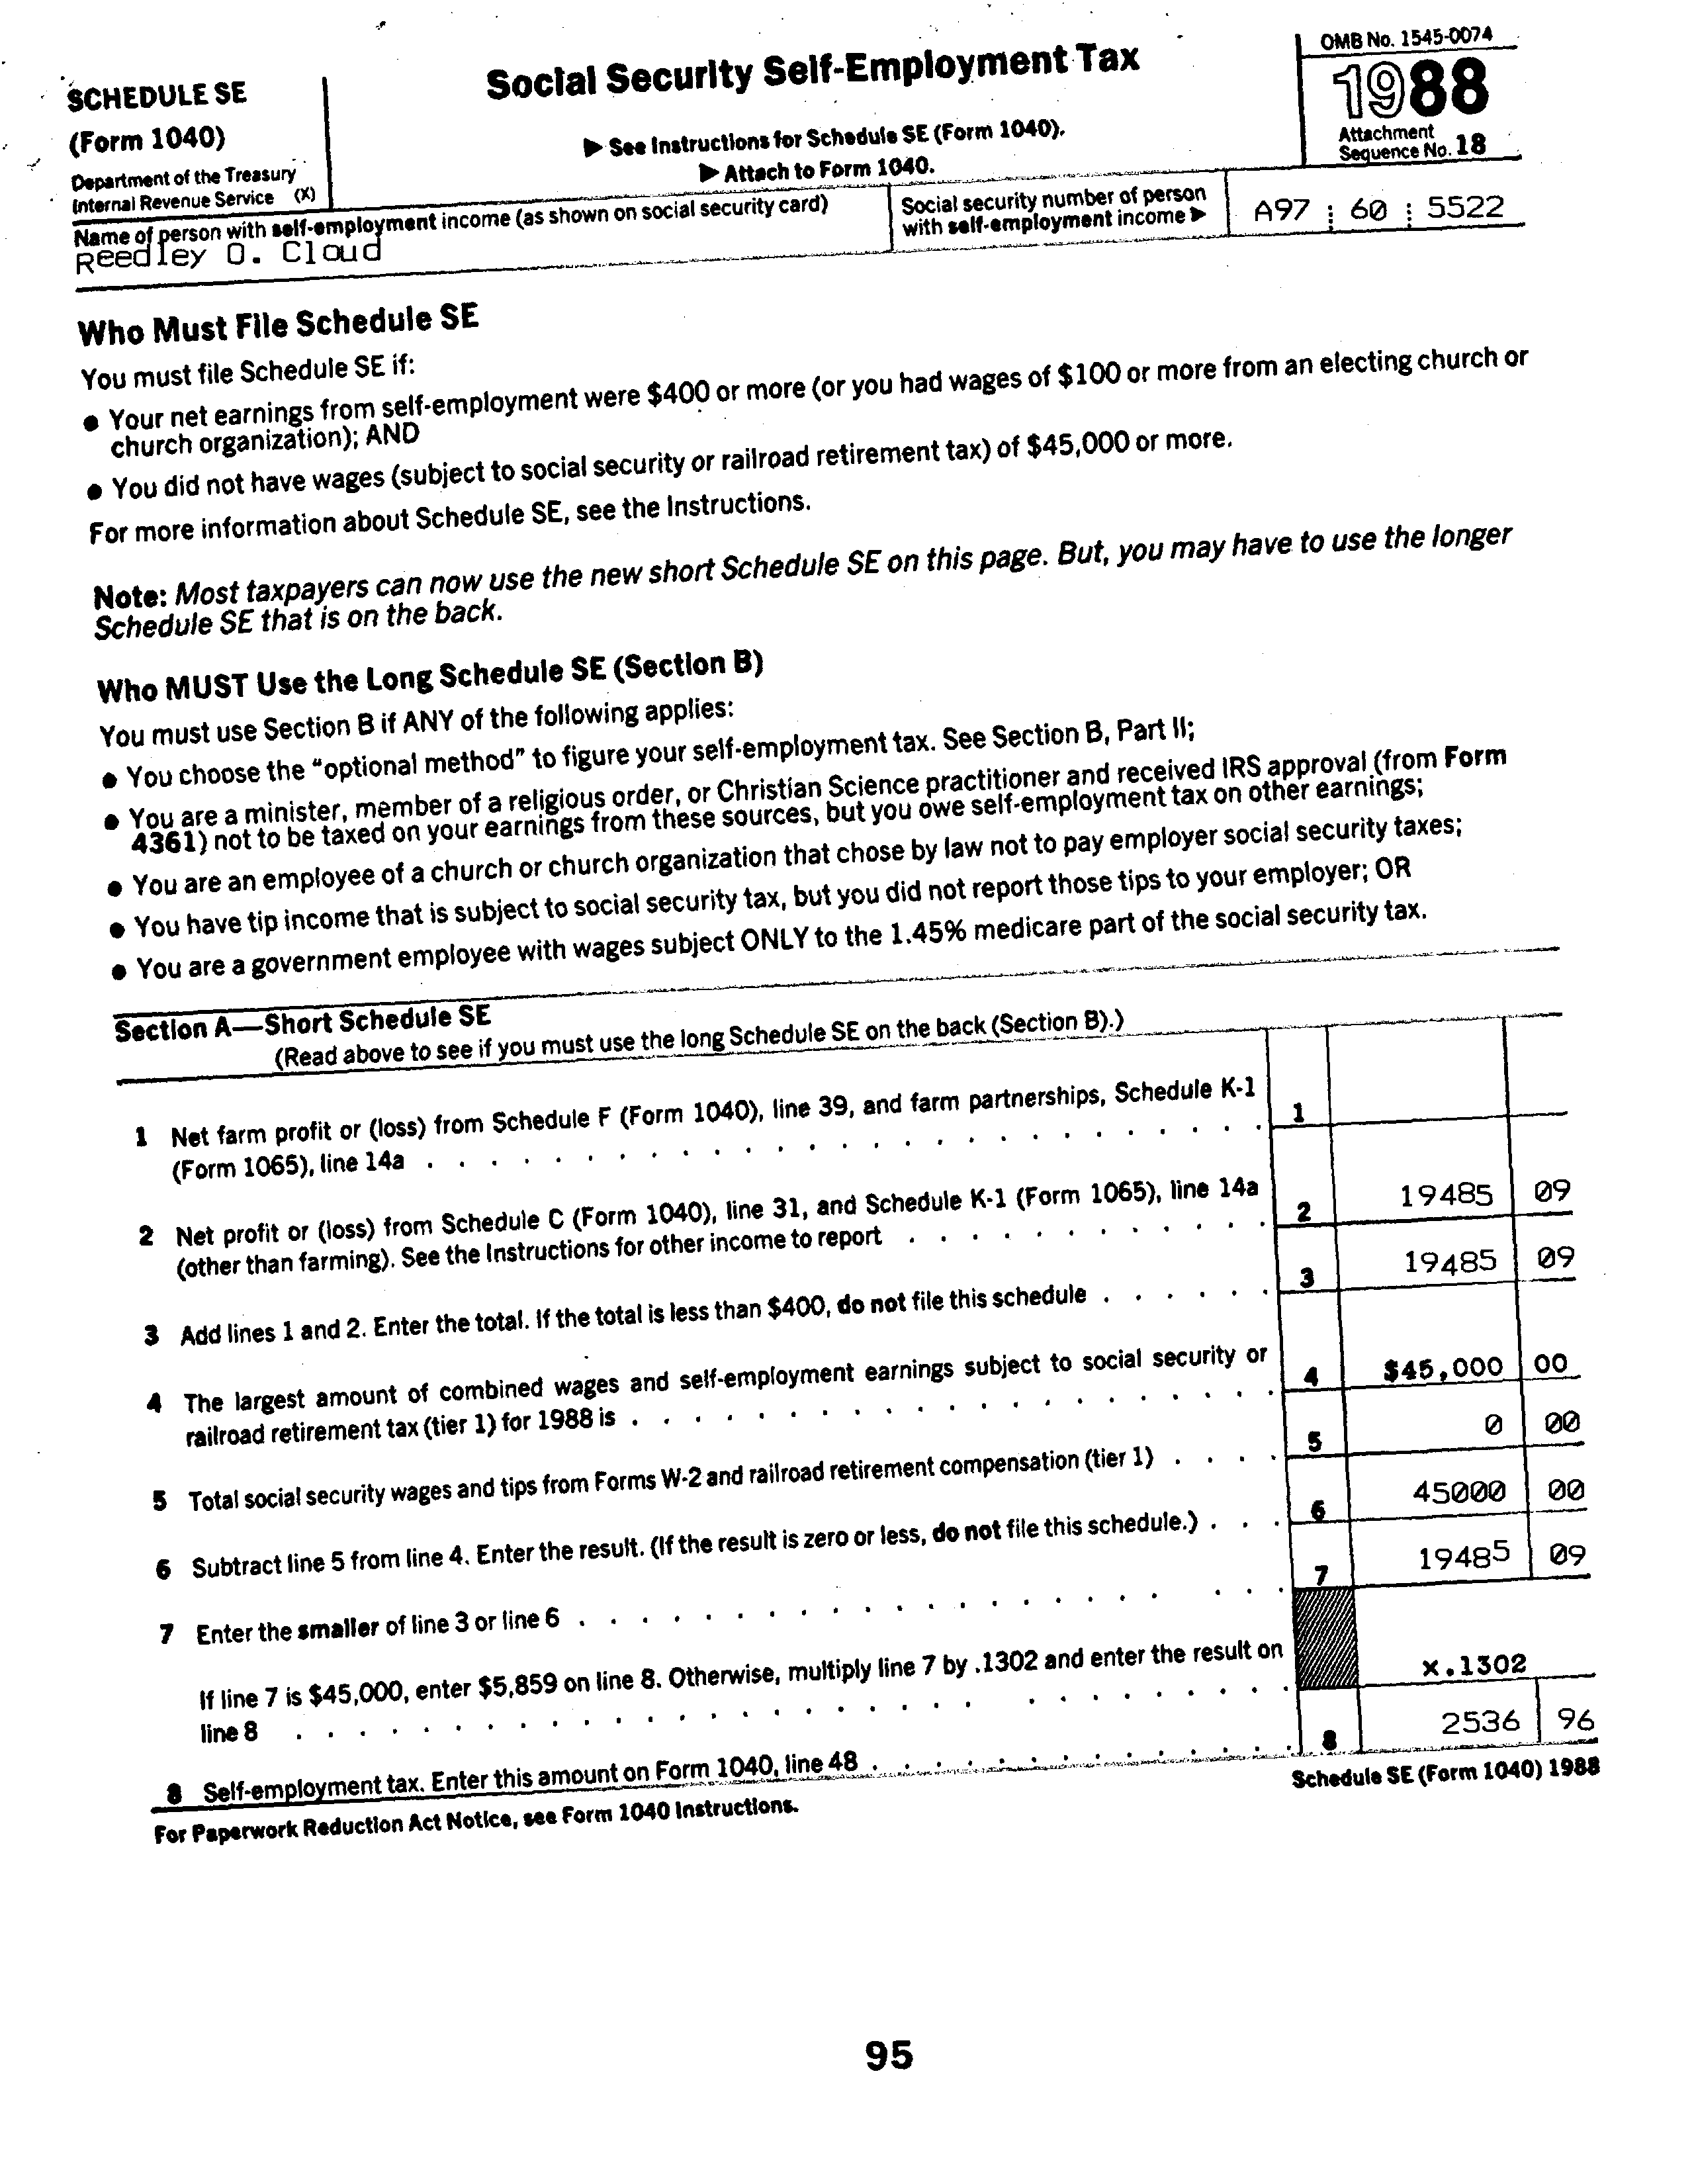 SCHEDULE SE
(Form 1040)
Department of the Treasury
Internal Revenue Service (X)
Social Security Self-Employment Tax
▶ See Instructions for Schedule SE (Form 1040).
▶ Attach to Form 1040.
OMB No. 1545-0074
1988
Attachment
Sequence No. 18
Name of person with self-employment income (as shown on social security card)
Reedley O. Cloud
Social security number of person
with self-employment income ▶
A97 60 5522
Who Must File Schedule SE
You must file Schedule SE if:
● Your net earnings from self-employment were $400 or more (or you had wages of $100 or more from an electing church or
church organization); AND
● You did not have wages (subject to social security or railroad retirement tax) of $45,000 or more.
For more information about Schedule SE, see the Instructions.
Note: Most taxpayers can now use the new short Schedule SE on this page. But, you may have to use the longer
Schedule SE that is on the back.
Who MUST Use the Long Schedule SE (Section B)
You must use Section B if ANY of the following applies:
● You choose the "optional method" to figure your self-employment tax. See Section B, Part II;
● You are a minister, member of a religious order, or Christian Science practitioner and received IRS approval (from Form
4361) not to be taxed on your earnings from these sources, but you owe self-employment tax on other earnings;
● You are an employee of a church or church organization that chose by law not to pay employer social security taxes;
● You have tip income that is subject to social security tax, but you did not report those tips to your employer; OR
● You are a government employee with wages subject ONLY to the 1.45% medicare part of the social security tax.
Section A—Short Schedule SE
(Read above to see if you must use the long Schedule SE on the back (Section B).)
1 Net farm profit or (loss) from Schedule F (Form 1040), line 39, and farm partnerships, Schedule K-1
(Form 1065), line 14a . . . . . . . . . . . . . . . . . . . . . . . . . . 1
2 Net profit or (loss) from Schedule C (Form 1040), line 31, and Schedule K-1 (Form 1065), line 14a
(other than farming). See the Instructions for other income to report . . . . . . . . . . . 2 19485 09
3 Add lines 1 and 2. Enter the total. If the total is less than $400, do not file this schedule . . . . . . 3 19485 09
4 The largest amount of combined wages and self-employment earnings subject to social security or
railroad retirement tax (tier 1) for 1988 is . . . . . . . . . . . . . . . . . . . . 4 $45,000 00
5 Total social security wages and tips from Forms W-2 and railroad retirement compensation (tier 1) . . . . 5 0 00
6 Subtract line 5 from line 4. Enter the result. (If the result is zero or less, do not file this schedule.) . . . 6 45000 00
7 Enter the smaller of line 3 or line 6 . . . . . . . . . . . . . . . . . . . . . 7 19485 09
If line 7 is $45,000, enter $5,859 on line 8. Otherwise, multiply line 7 by .1302 and enter the result on
line 8 . . . . . . . . . . . . . . . . . . . . . . . . . . . . . . x.1302
8 Self-employment tax. Enter this amount on Form 1040, line 48 . . . . . . . . . . . . . . 8 2536 96
For Paperwork Reduction Act Notice, see Form 1040 Instructions.
Schedule SE (Form 1040) 1988
95